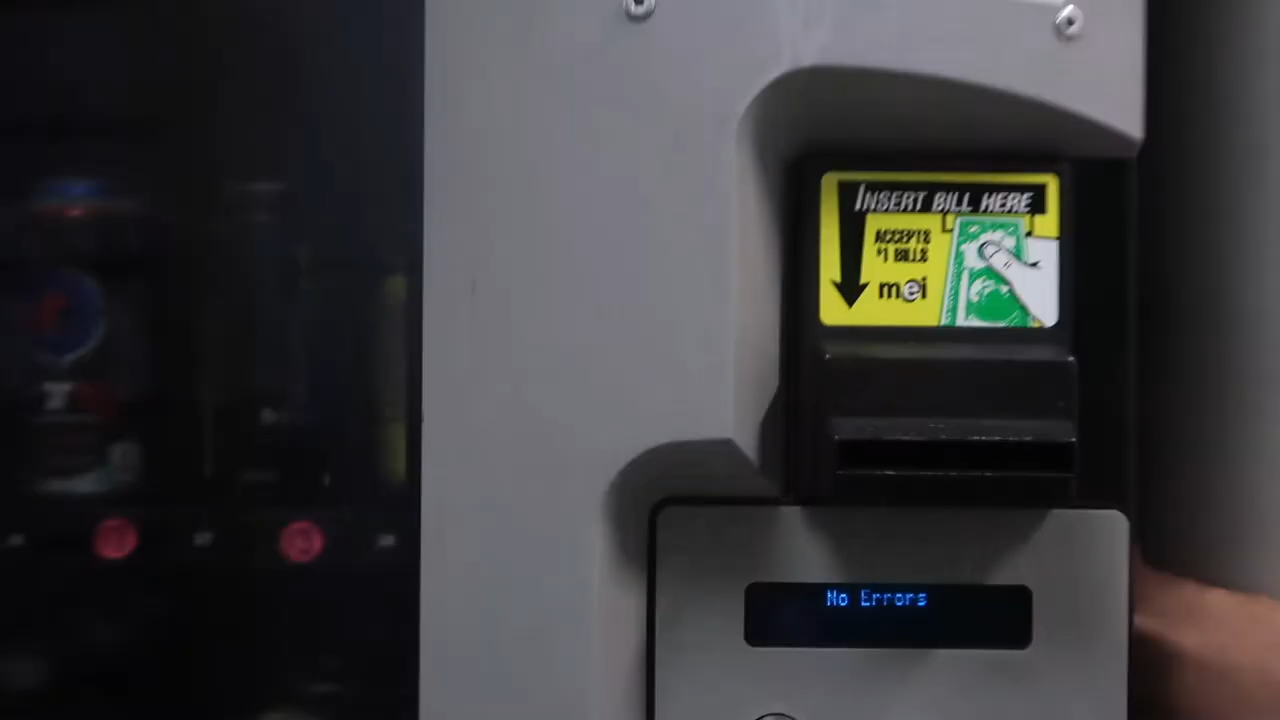 INSERT BILL HERE
ACCEPTS
$1 BILLS
mei
No Errors